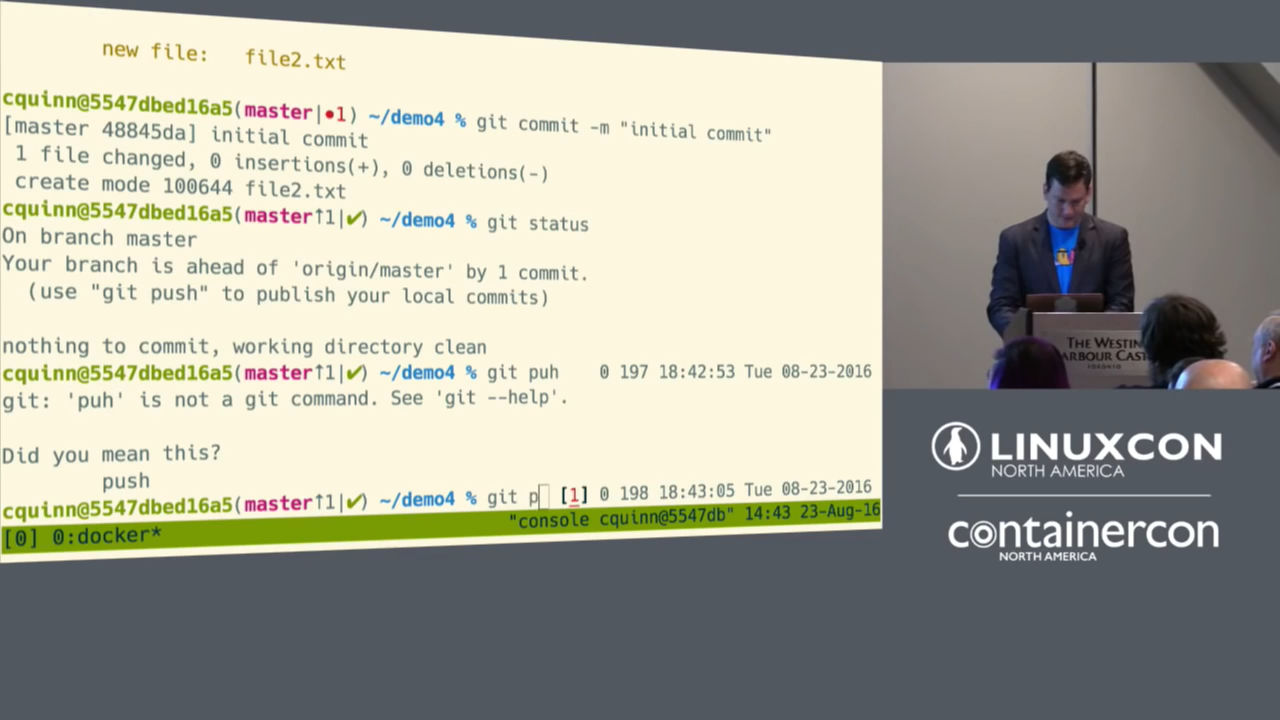 new file:   file2.txt
cquinn@5547dbed16a5(master|●1) ~/demo4 % git commit -m "initial commit"
[master 48845da] initial commit
1 file changed, 0 insertions(+), 0 deletions(-)
create mode 100644 file2.txt
cquinn@5547dbed16a5(master↑1|✔) ~/demo4 % git status
On branch master
Your branch is ahead of 'origin/master' by 1 commit.
(use "git push" to publish your local commits)
nothing to commit, working directory clean
cquinn@5547dbed16a5(master↑1|✔) ~/demo4 % git puh    0 197 18:42:53 Tue 08-23-2016
git: 'puh' is not a git command. See 'git --help'.
Did you mean this?
push
cquinn@5547dbed16a5(master↑1|✔) ~/demo4 % git p [1] 0 198 18:43:05 Tue 08-23-2016
[0] 0:docker* "console cquinn@5547db" 14:43 23-Aug-16
THE WESTIN
ARBOUR CAST
TORONTO
LINUXCON
NORTH AMERICA
containercon
NORTH AMERICA